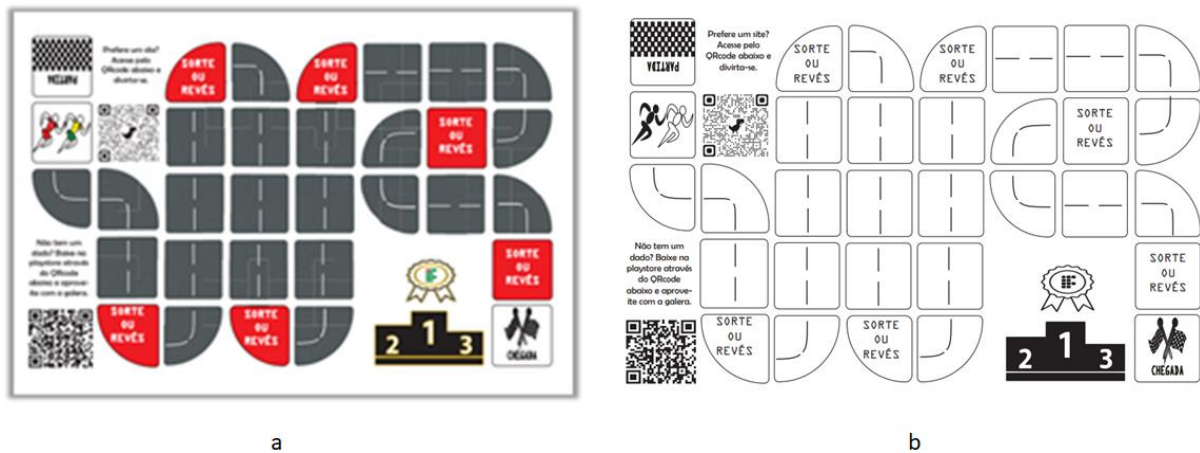 PARTIDA
Prefere um site?
Acesse pelo
QRcode abaixo e
divirta-se.
SORTE
OU
REVÉS
SORTE
OU
REVÉS
SORTE
OU
REVÉS
Não tem um
dado? Baixe na
playstore através
do QRcode
abaixo e aprove-
ite com a galera.
SORTE
OU
REVÉS
SORTE
OU
REVÉS
SORTE
OU
REVÉS
1
2 3
CHEGADA
a
PARTIDA
Prefere um site?
Acesse pelo
QRcode abaixo e
divirta-se.
SORTE
OU
REVÉS
SORTE
OU
REVÉS
SORTE
OU
REVÉS
Não tem um
dado? Baixe na
playstore através
do QRcode
abaixo e aprove-
ite com a galera.
SORTE
OU
REVÉS
SORTE
OU
REVÉS
SORTE
OU
REVÉS
1
2 3
CHEGADA
b